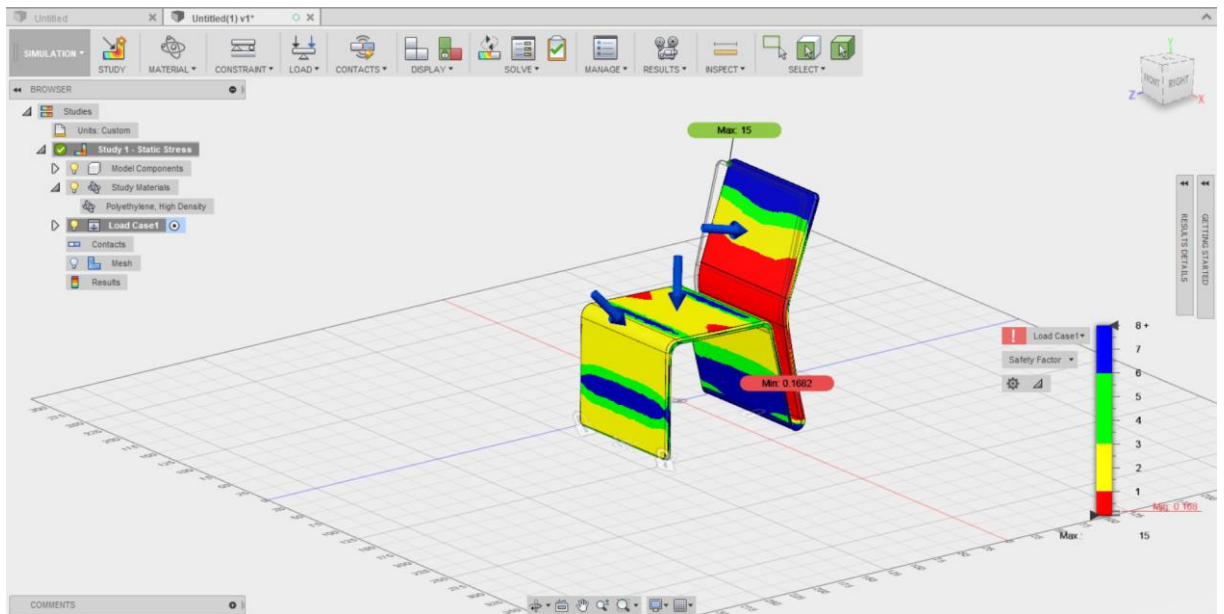 Untitled
Untitled(1) v1*
SIMULATION
STUDY
MATERIAL
CONSTRAINT
LOAD
CONTACTS
DISPLAY
SOLVE
MANAGE
RESULTS
INSPECT
SELECT
BROWSER
Studies
Units: Custom
Study 1 - Static Stress
Model Components
Study Materials
Polyethylene, High Density
Load Case1
Contacts
Mesh
Results
Max: 15
Min: 0.1682
Y
FRONT
RIGHT
Z
X
RESULTS DETAILS
GETTING STARTED
Load Case1
Safety Factor
8 +
7
6
5
4
3
2
1
Min: 0.168
Max:
15
COMMENTS